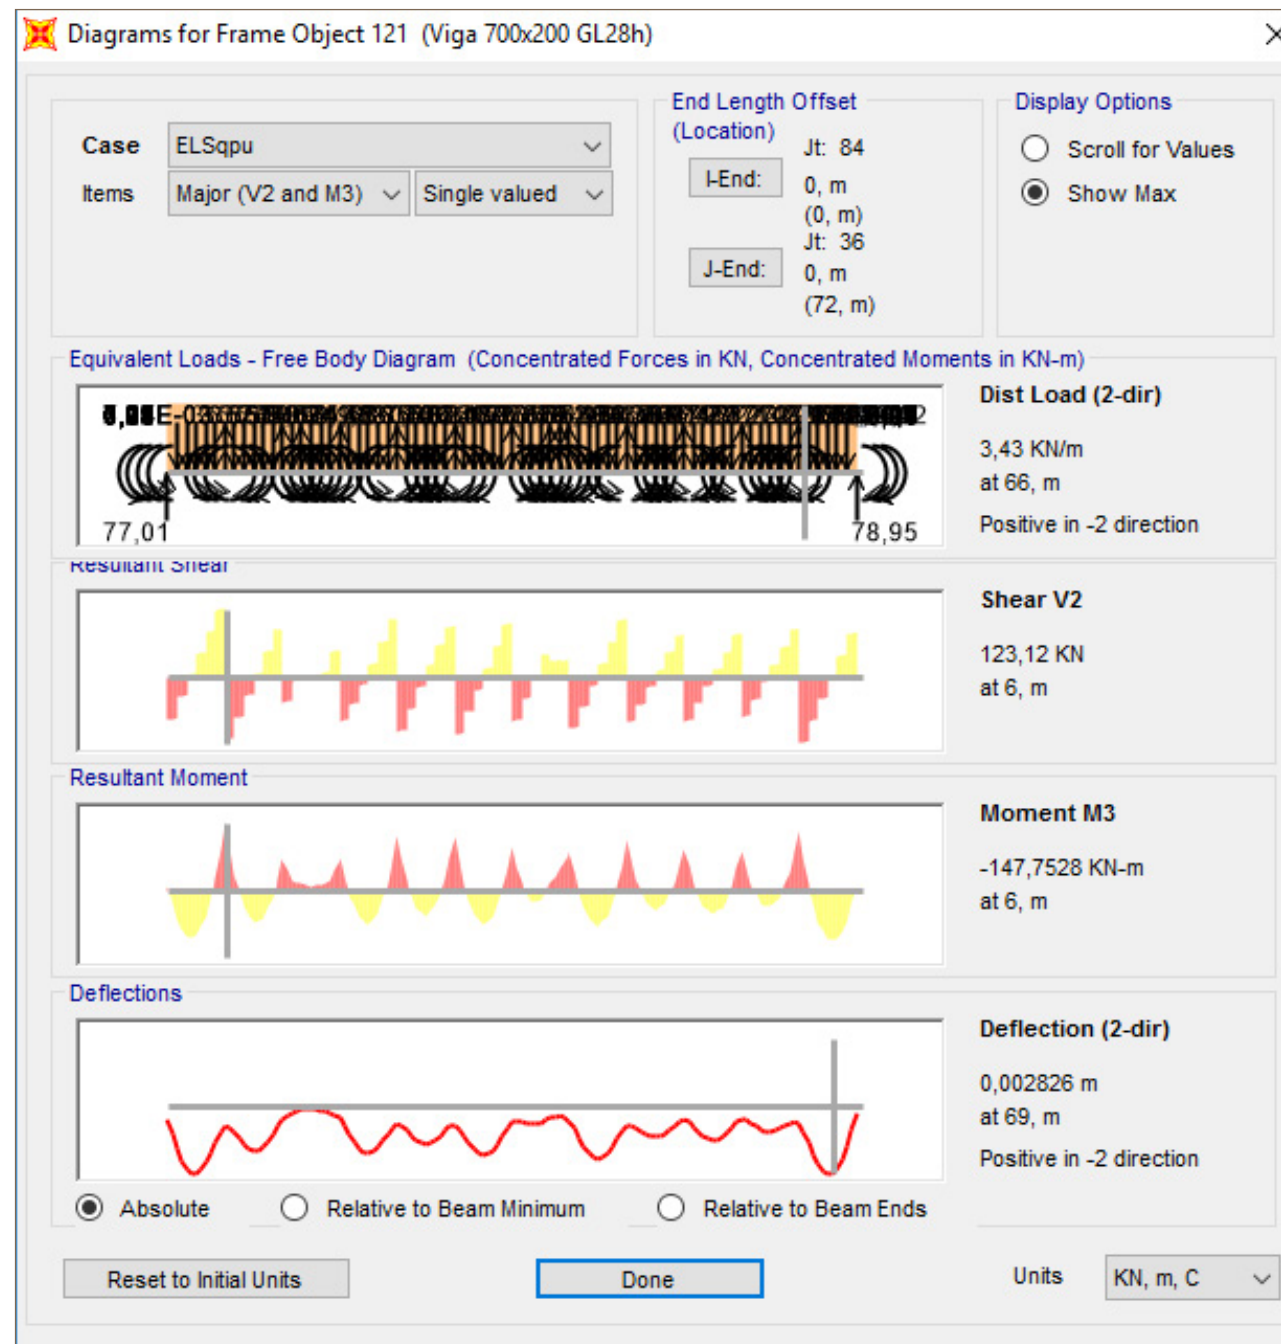 Diagrams for Frame Object 121 (Viga 700x200 GL28h)
Case
ELSqpu
Items
Major (V2 and M3)
Single valued
End Length Offset
(Location)
I-End:
Jt: 84
0, m
(0, m)
J-End:
Jt: 36
0, m
(72, m)
Display Options
Scroll for Values
Show Max
Equivalent Loads - Free Body Diagram (Concentrated Forces in KN, Concentrated Moments in KN-m)
77,01
78,95
Dist Load (2-dir)
3,43 KN/m
at 66, m
Positive in -2 direction
Resultant Shear
Shear V2
123,12 KN
at 6, m
Resultant Moment
Moment M3
-147,7528 KN-m
at 6, m
Deflections
Deflection (2-dir)
0,002826 m
at 69, m
Positive in -2 direction
Absolute
Relative to Beam Minimum
Relative to Beam Ends
Reset to Initial Units
Done
Units
KN, m, C